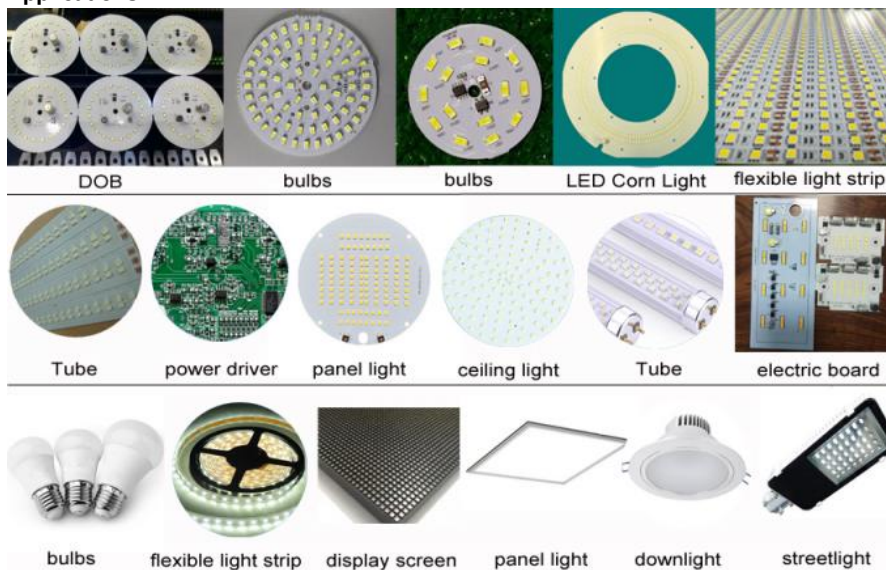 DOB bulbs bulbs LED Corn Light flexible light strip
Tube power driver panel light ceiling light Tube electric board
bulbs flexible light strip display screen panel light downlight streetlight